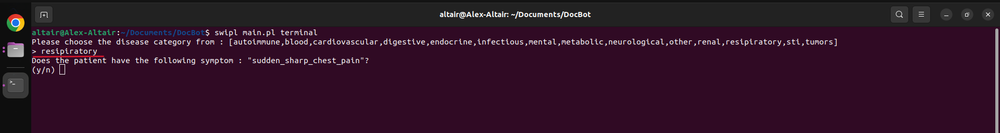 altair@Alex-Altair: ~/Documents/DocBot
altair@Alex-Altair:~/Documents/DocBot$ swipl main.pl terminal
Please choose the disease category from : [autoimmune,blood,cardiovascular,digestive,endocrine,infectious,mental,metabolic,neurological,other,renal,resipiratory,sti,tumors]
> resipiratory
Does the patient have the following symptom : "sudden_sharp_chest_pain"?
(y/n)